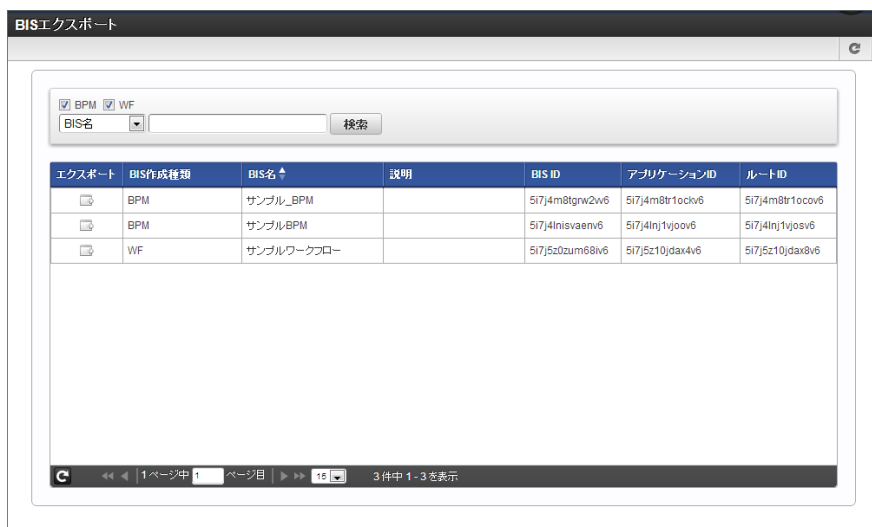 BISエクスポート
BPM WF
BIS名 検索
エクスポート BIS作成種類 BIS名 説明 BIS ID アプリケーションID ルートID
BPM サンプル_BPM 5i7j4m8tgrw2vv6 5i7j4m8tr1ockv6 5i7j4m8tr1ocov6
BPM サンプルBPM 5i7j4lnisvaenv6 5i7j4lnj1vjoov6 5i7j4lnj1vjosv6
WF サンプルワークフロー 5i7j5z0zum68iv6 5i7j5z10jdax4v6 5i7j5z10jdax8v6
1ページ中 1 ページ目 15 3件中 1 - 3 を表示